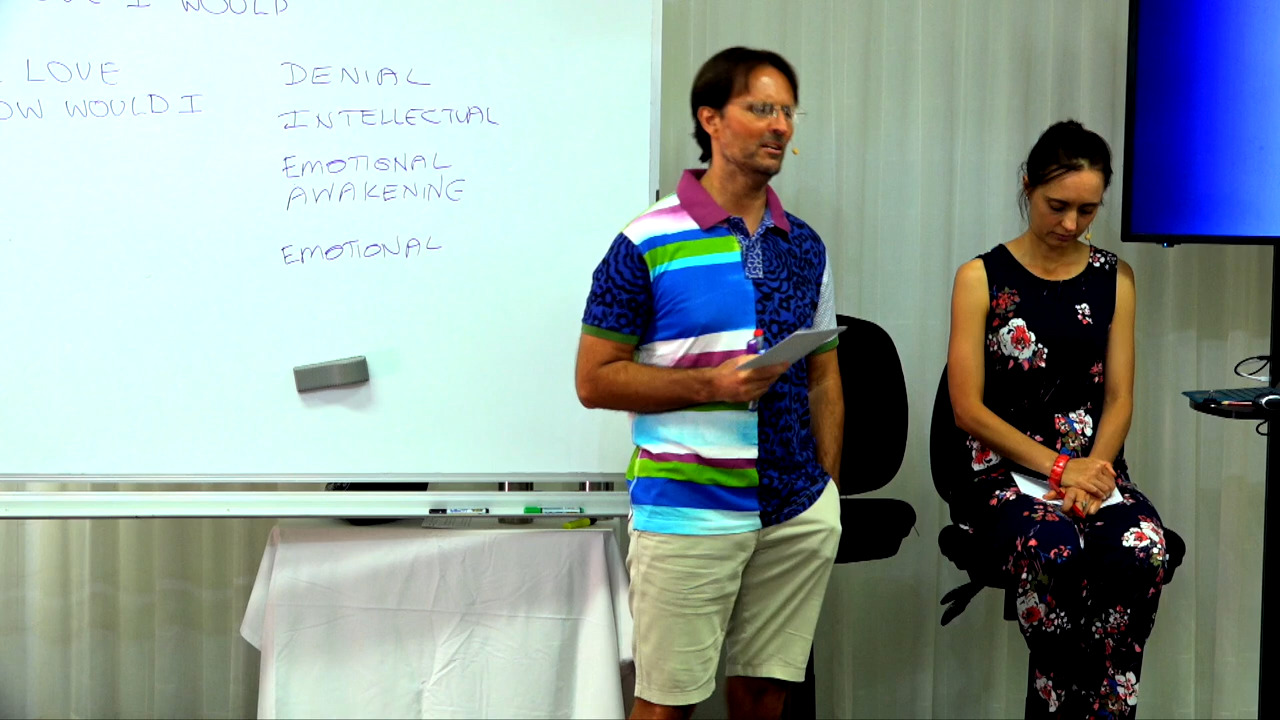 I WOULD
LOVE
OW WOULD I
DENIAL
INTELLECTUAL
EMOTIONAL
AWAKENING
EMOTIONAL